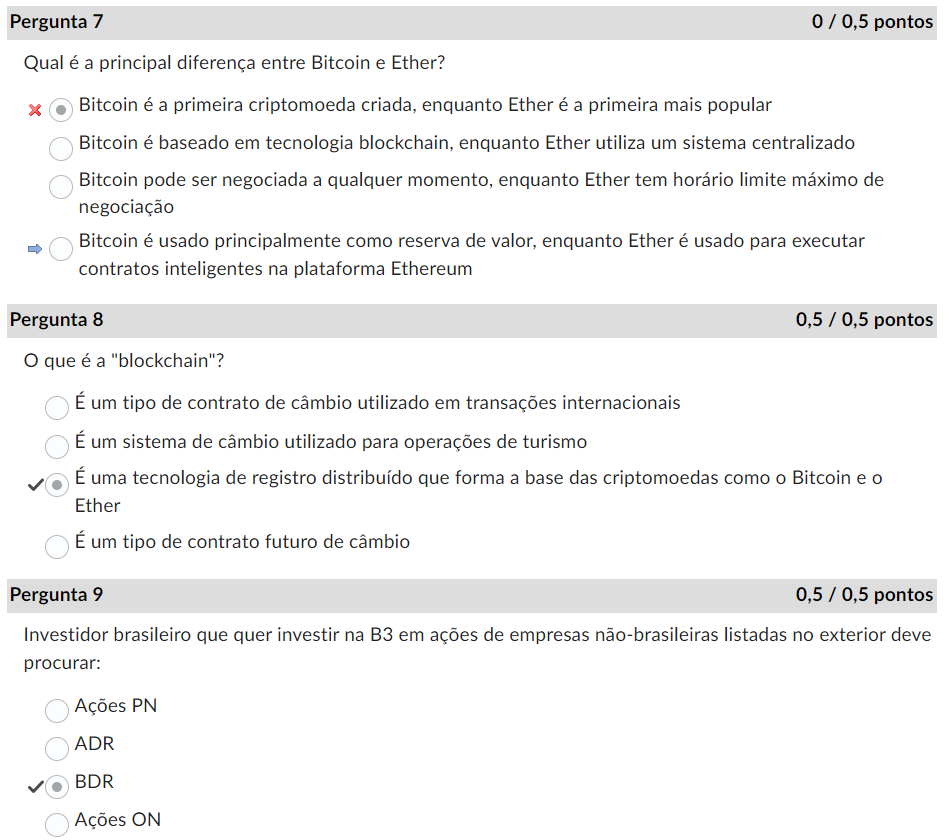 Pergunta 7 0 / 0,5 pontos
Qual é a principal diferença entre Bitcoin e Ether?
Bitcoin é a primeira criptomoeda criada, enquanto Ether é a primeira mais popular
Bitcoin é baseado em tecnologia blockchain, enquanto Ether utiliza um sistema centralizado
Bitcoin pode ser negociada a qualquer momento, enquanto Ether tem horário limite máximo de
negociação
Bitcoin é usado principalmente como reserva de valor, enquanto Ether é usado para executar
contratos inteligentes na plataforma Ethereum
Pergunta 8 0,5 / 0,5 pontos
O que é a "blockchain"?
É um tipo de contrato de câmbio utilizado em transações internacionais
É um sistema de câmbio utilizado para operações de turismo
É uma tecnologia de registro distribuído que forma a base das criptomoedas como o Bitcoin e o
Ether
É um tipo de contrato futuro de câmbio
Pergunta 9 0,5 / 0,5 pontos
Investidor brasileiro que quer investir na B3 em ações de empresas não-brasileiras listadas no exterior deve
procurar:
Ações PN
ADR
BDR
Ações ON